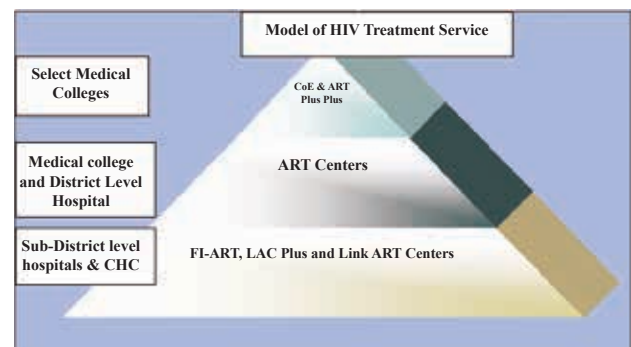 Model of HIV Treatment Service
Select Medical
Colleges
CoE & ART
Plus Plus
Medical college
and District Level
Hospital
ART Centers
Sub-District level
hospitals & CHC
FI-ART, LAC Plus and Link ART Centers